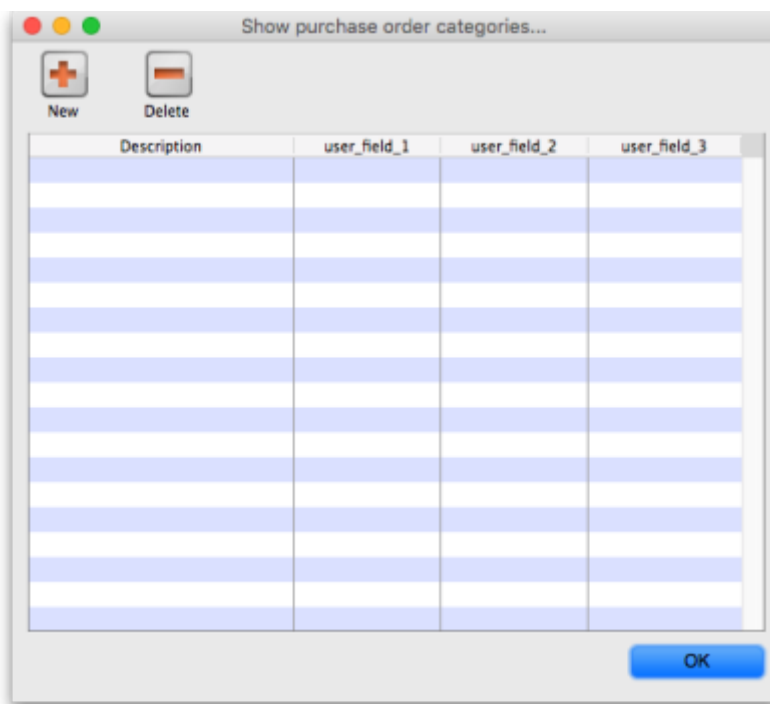 Show purchase order categories...
New Delete
Description user_field_1 user_field_2 user_field_3
OK